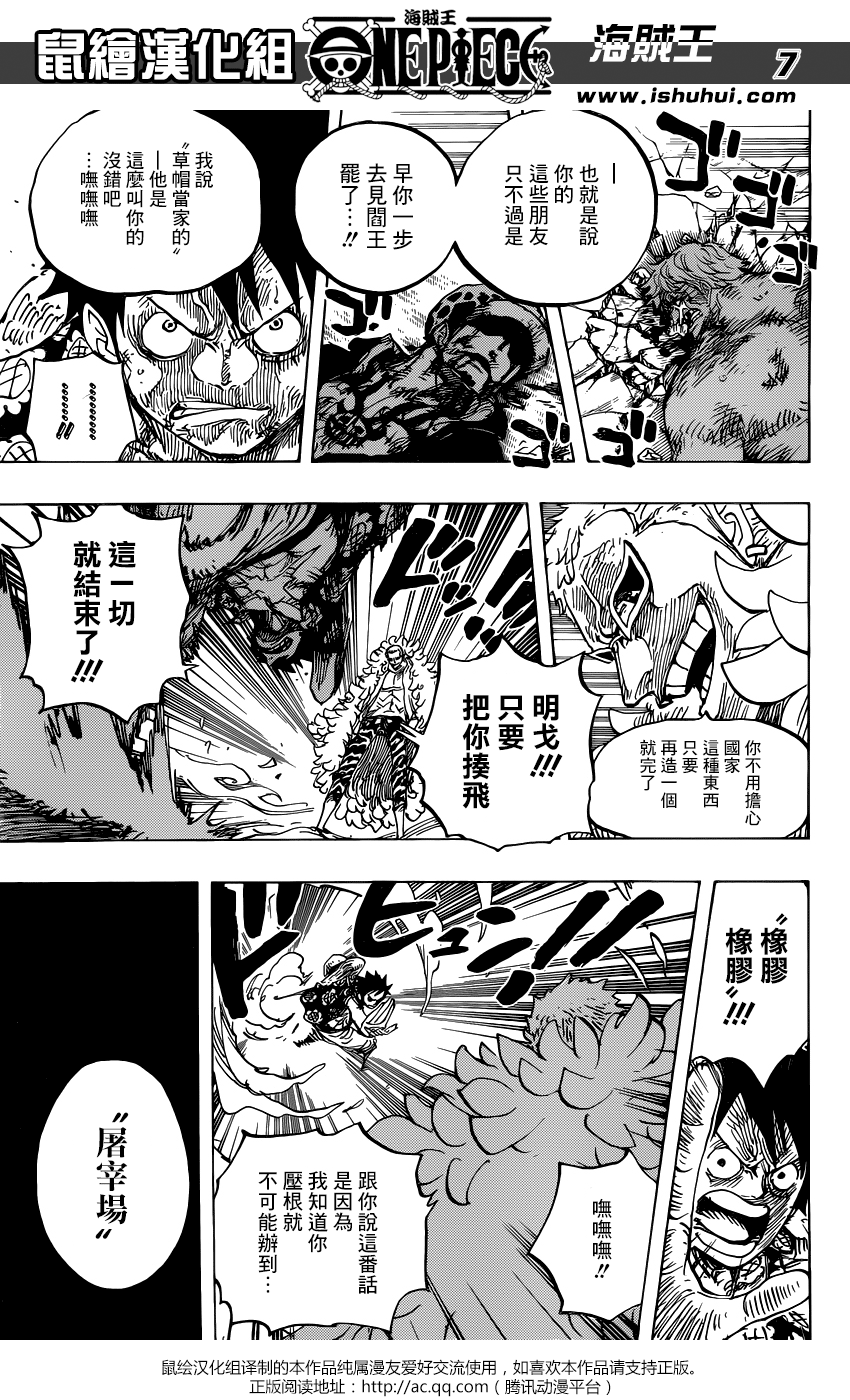 鼠繪漢化組
海賊王
ONE PIECE
海賊王
7
www.ishuhui.com
—
也就是說
你的
這些朋友
只不過是
早你一步
去見閻王
罷了…!!
我說
〝草帽當家的〞
—他是
這麼叫你的
沒錯吧
…嘸嘸嘸
…………!!
ゴゴゴ
ゴゴゴ
ゴゴ
ゴゴ
你不用擔心
國家
這種東西
只要
再造一個
就完了
明戈!!!
只要
把你揍飛
這一切
就結束了!!!
ドドッ
〝橡膠
橡膠〞!!!
ビュンッ
ドドド
嘸嘸嘸!!
跟你說這番話
是因為
我知道你
壓根就
不可能辦到…
〝屠宰場〞
鼠绘汉化组译制的本作品纯属漫友爱好交流使用，如喜欢本作品请支持正版。
正版阅读地址：http://ac.qq.com（腾讯动漫平台）